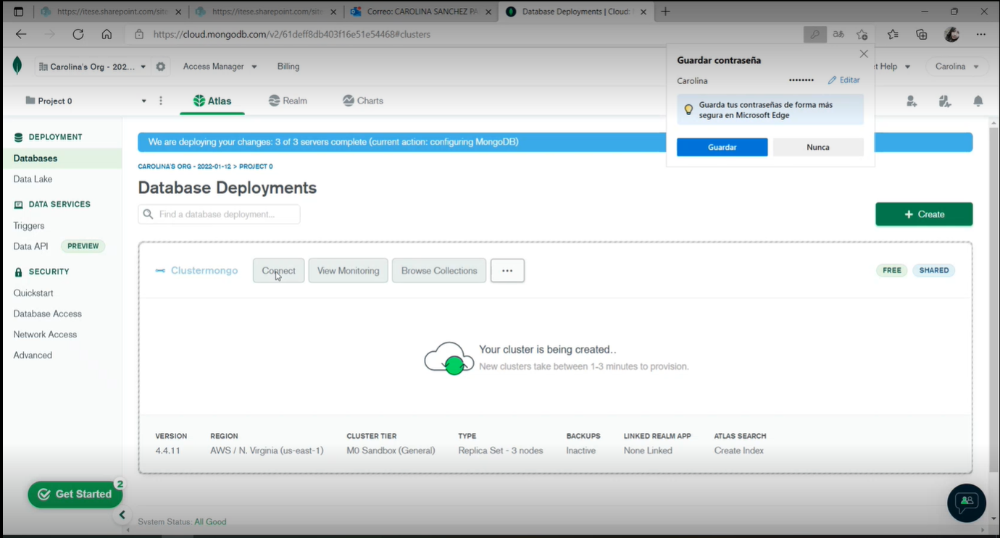 https://itese.sharepoint.com/site
https://itese.sharepoint.com/site
Correo: CAROLINA SANCHEZ PA
Database Deployments | Cloud:
https://cloud.mongodb.com/v2/61deff8db403f16e51e54468#clusters
Guardar contraseña
Carolina
••••••••
Editar
Guarda tus contraseñas de forma más
segura en Microsoft Edge
Guardar
Nunca
Carolina's Org - 202...
Access Manager
Billing
t Help
Carolina
Project 0
Atlas
Realm
Charts
DEPLOYMENT
Databases
Data Lake
DATA SERVICES
Triggers
Data API
PREVIEW
SECURITY
Quickstart
Database Access
Network Access
Advanced
We are deploying your changes: 3 of 3 servers complete (current action: configuring MongoDB)
CAROLINA'S ORG - 2022-01-12 > PROJECT 0
Database Deployments
Find a database deployment...
+ Create
Clustermongo
Connect
View Monitoring
Browse Collections
...
FREE
SHARED
Your cluster is being created..
New clusters take between 1-3 minutes to provision.
VERSION
4.4.11
REGION
AWS / N. Virginia (us-east-1)
CLUSTER TIER
M0 Sandbox (General)
TYPE
Replica Set - 3 nodes
BACKUPS
Inactive
LINKED REALM APP
None Linked
ATLAS SEARCH
Create Index
Get Started
2
System Status: All Good